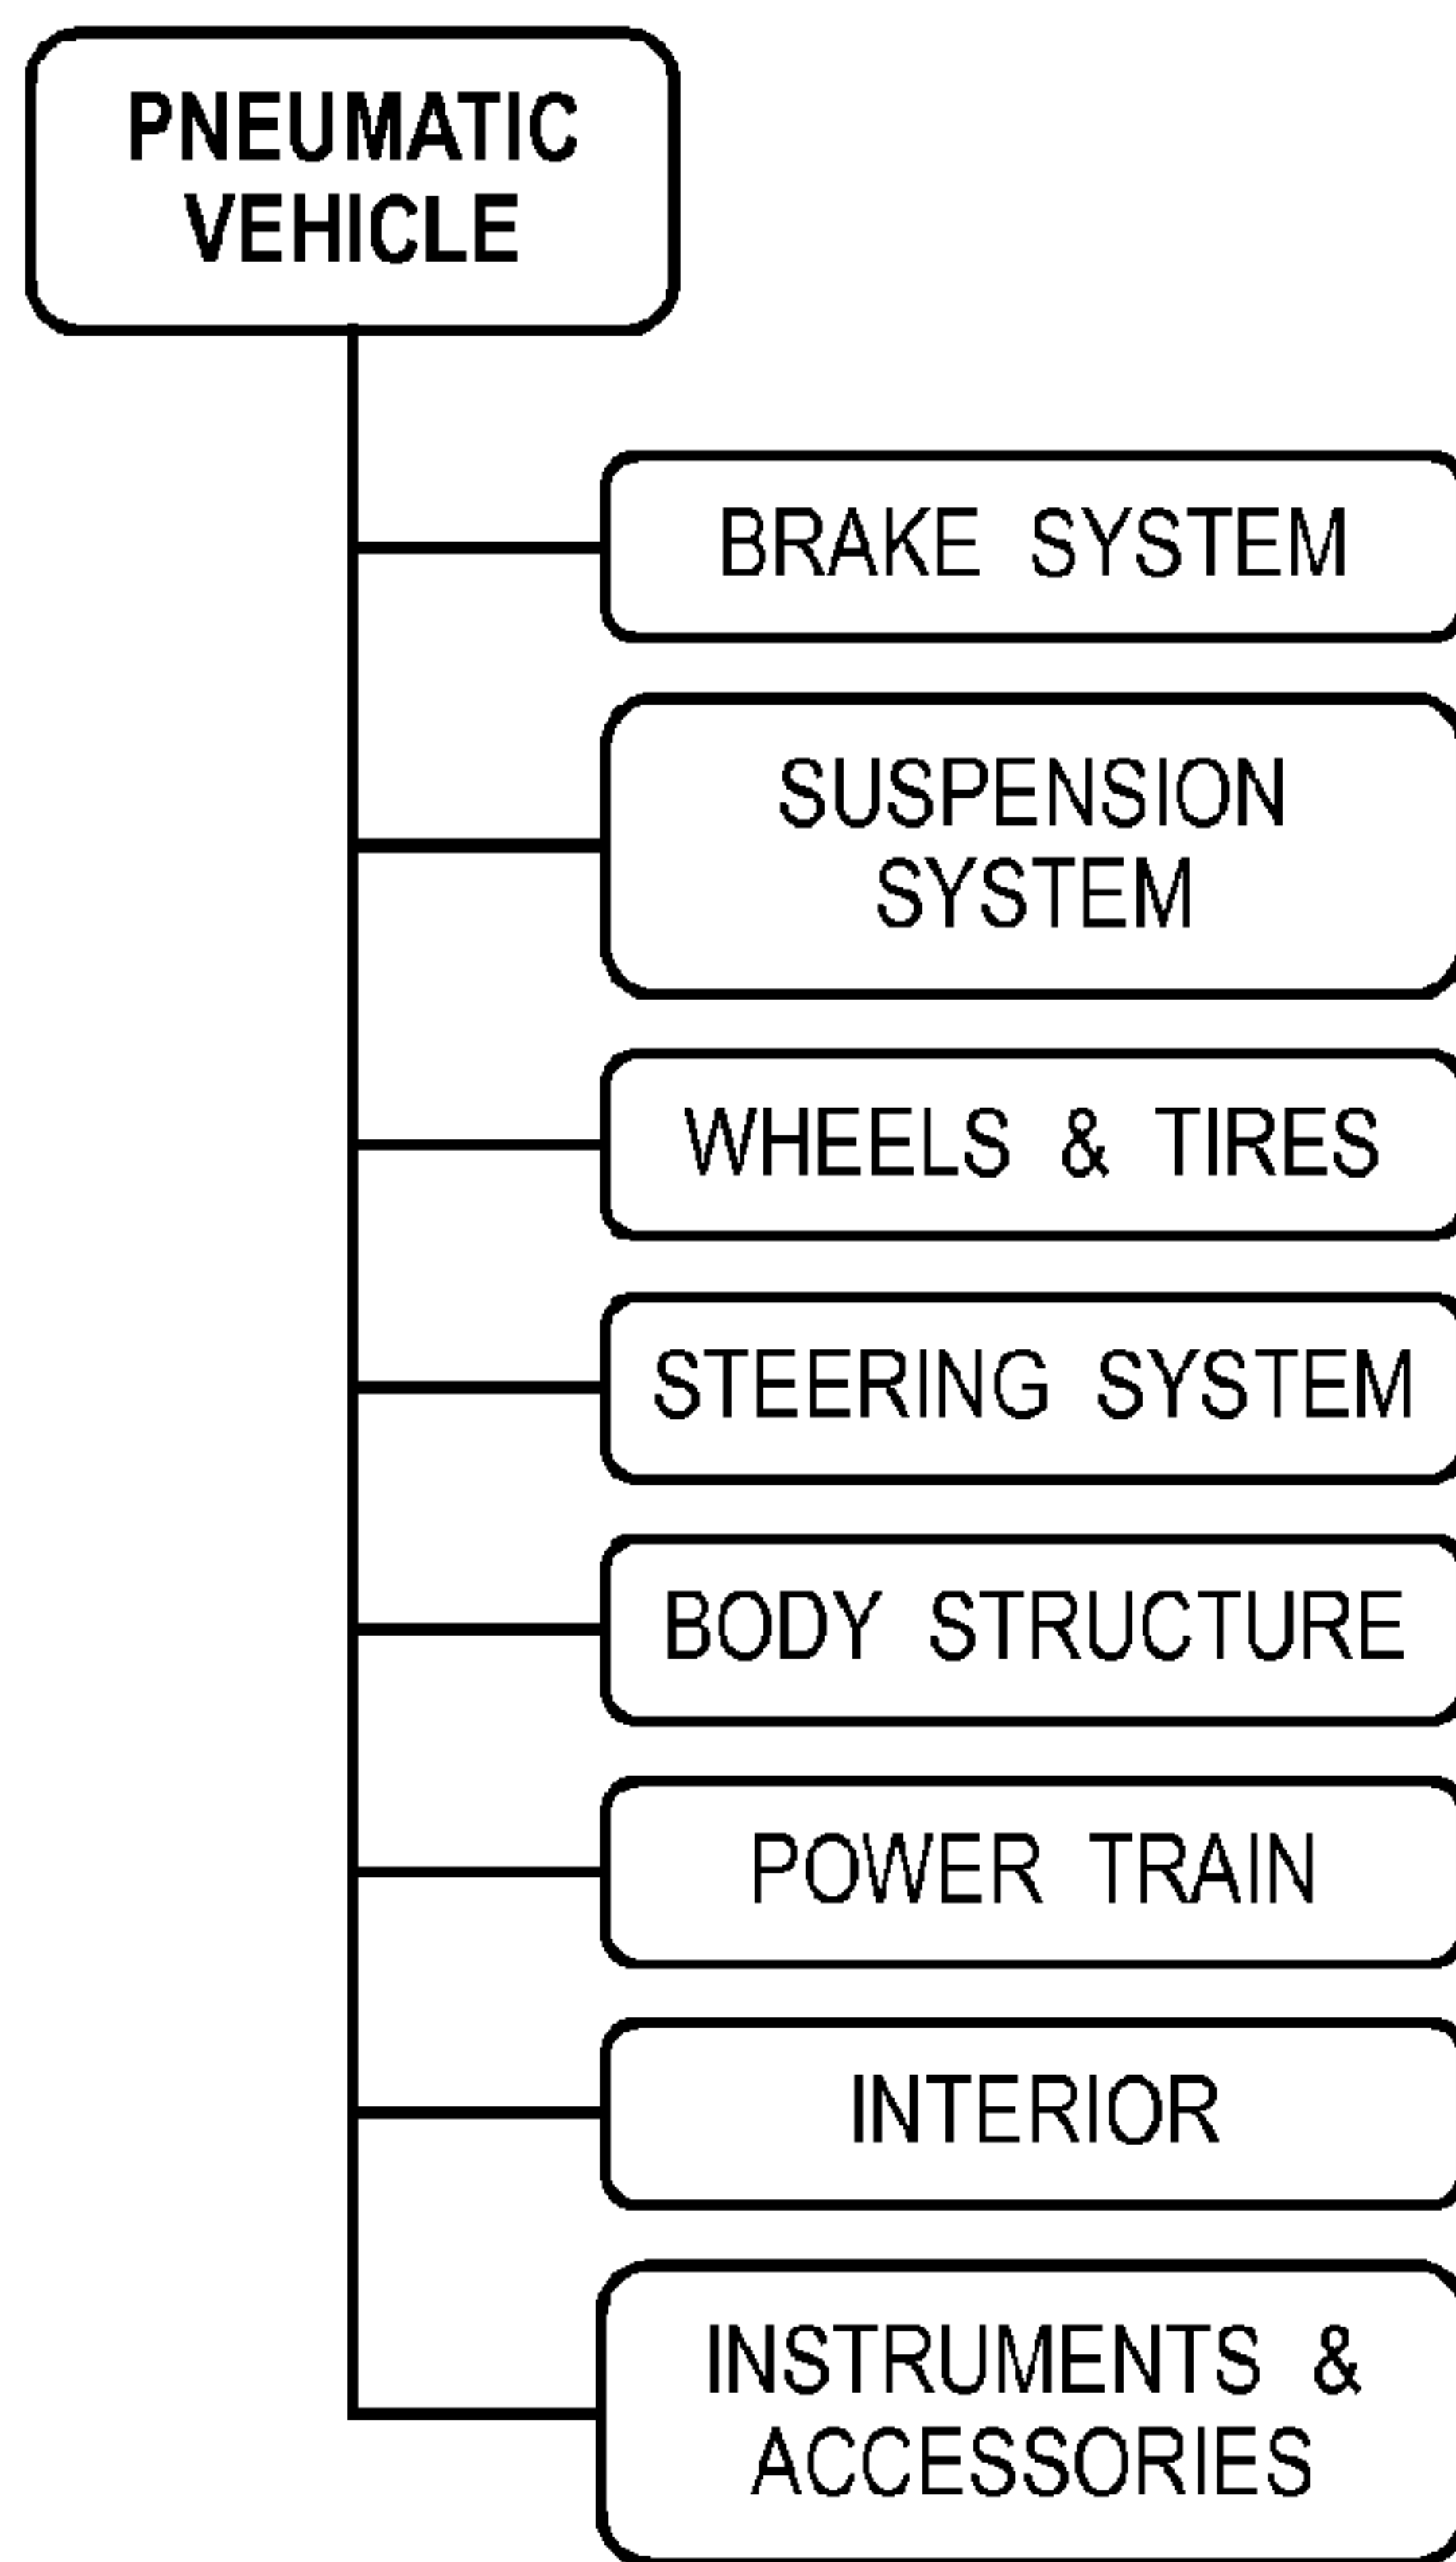 PNEUMATIC
VEHICLE
BRAKE SYSTEM
SUSPENSION
SYSTEM
WHEELS & TIRES
STEERING SYSTEM
BODY STRUCTURE
POWER TRAIN
INTERIOR
INSTRUMENTS &
ACCESSORIES